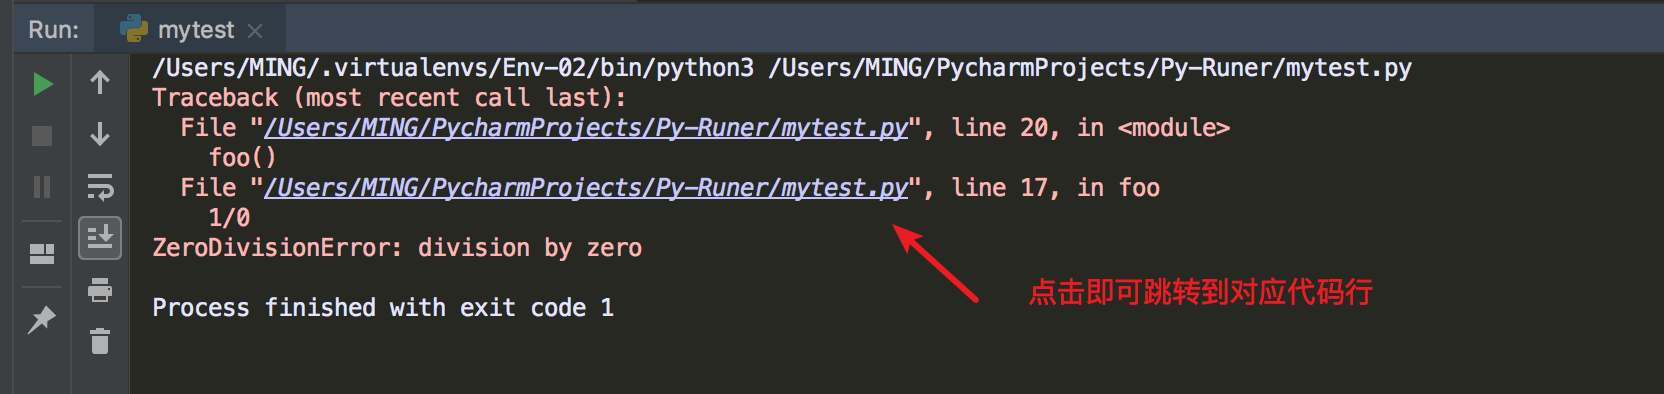 Run: mytest
/Users/MING/.virtualenvs/Env-02/bin/python3 /Users/MING/PycharmProjects/Py-Runer/mytest.py
Traceback (most recent call last):
  File "/Users/MING/PycharmProjects/Py-Runer/mytest.py", line 20, in <module>
    foo()
  File "/Users/MING/PycharmProjects/Py-Runer/mytest.py", line 17, in foo
    1/0
ZeroDivisionError: division by zero
点击即可跳转到对应代码行
Process finished with exit code 1